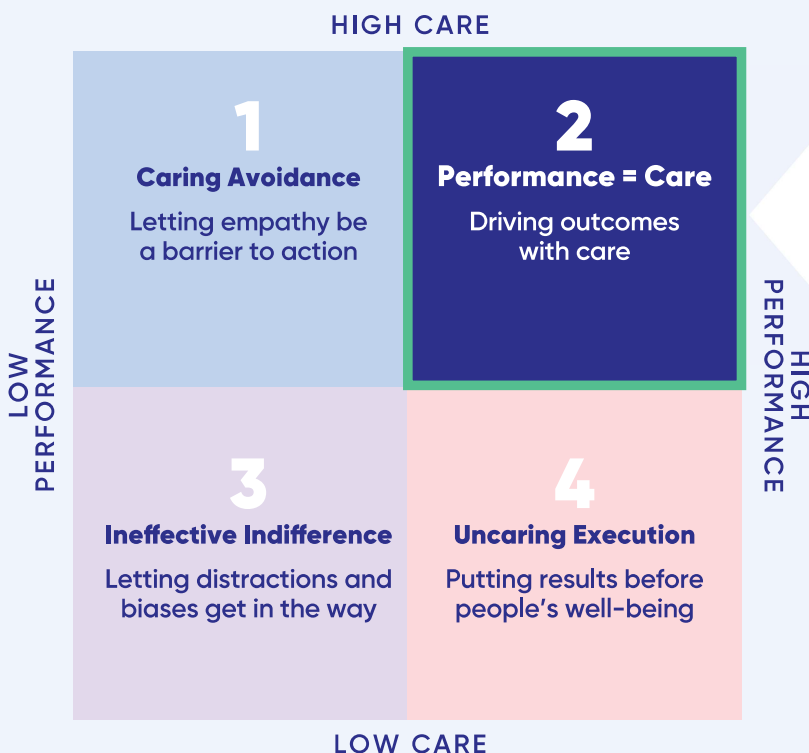 HIGH CARE
1
Caring Avoidance
Letting empathy be
a barrier to action
2
Performance = Care
Driving outcomes
with care
LOW
PERFORMANCE
HIGH
PERFORMANCE
3
Ineffective Indifference
Letting distractions and
biases get in the way
4
Uncaring Execution
Putting results before
people's well-being
LOW CARE